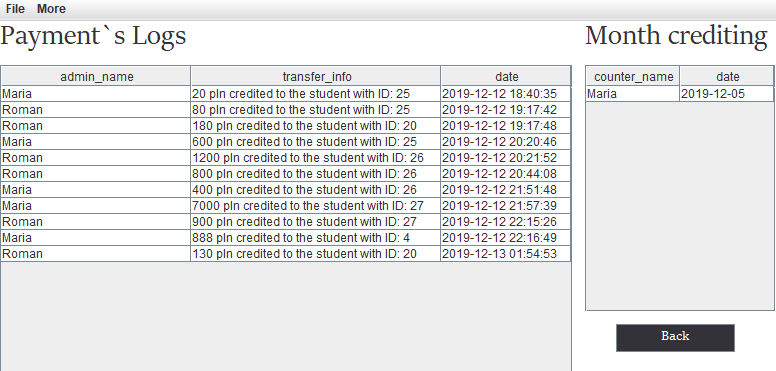 File More
Payment`s Logs
Month crediting
admin_name transfer_info date
Maria 20 pln credited to the student with ID: 25 2019-12-12 18:40:35
Roman 80 pln credited to the student with ID: 25 2019-12-12 19:17:42
Roman 180 pln credited to the student with ID: 20 2019-12-12 19:17:48
Maria 600 pln credited to the student with ID: 25 2019-12-12 20:20:46
Roman 1200 pln credited to the student with ID: 26 2019-12-12 20:21:52
Roman 800 pln credited to the student with ID: 26 2019-12-12 20:44:08
Maria 400 pln credited to the student with ID: 26 2019-12-12 21:51:48
Maria 7000 pln credited to the student with ID: 27 2019-12-12 21:57:39
Roman 900 pln credited to the student with ID: 27 2019-12-12 22:15:26
Maria 888 pln credited to the student with ID: 4 2019-12-12 22:16:49
Roman 130 pln credited to the student with ID: 20 2019-12-13 01:54:53
counter_name date
Maria 2019-12-05
Back